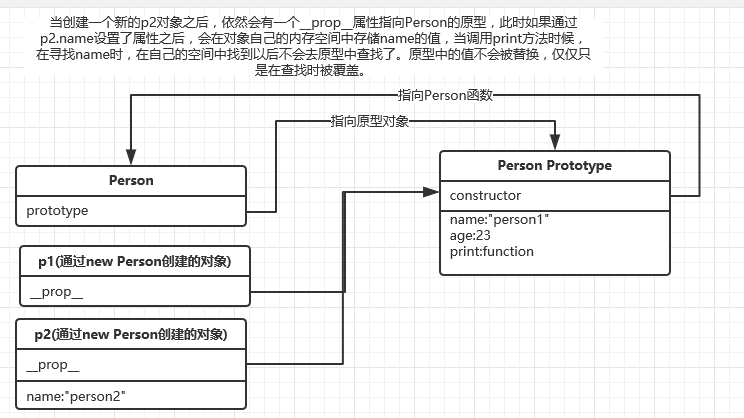 当创建一个新的p2对象之后，依然会有一个__prop__属性指向Person的原型，此时如果通过
p2.name设置了属性之后，会在对象自己的内存空间中存储name的值，当调用print方法时候，
在寻找name时，在自己的空间中找到以后不会去原型中查找了。原型中的值不会被替换，仅仅只
是在查找时被覆盖。
指向Person函数
指向原型对象
Person
prototype
Person Prototype
constructor
name:"person1"
age:23
print:function
p1(通过new Person创建的对象)
__prop__
p2(通过new Person创建的对象)
__prop__
name:"person2"